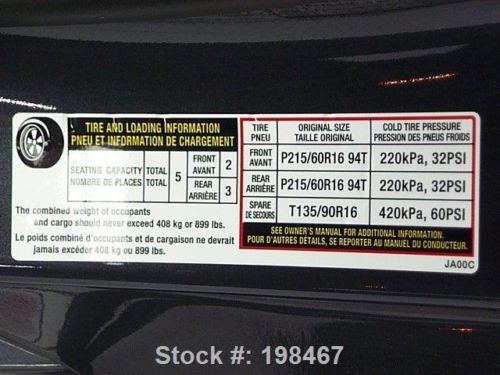 TIRE AND LOADING INFORMATION
PNEU ET INFORMATION DE CHARGEMENT
SEATING CAPACITY TOTAL 5 FRONT AVANT 2
NOMBRE DE PLACES TOTAL REAR ARRIÈRE 3
The combined weight of occupants
and cargo should never exceed 408 kg or 899 lbs.
Le poids combiné d'occupants et de cargaison ne devrait
jamais excéder 408 kg ou 899 lbs.
TIRE PNEU ORIGINAL SIZE TAILLE ORIGINAL COLD TIRE PRESSURE PRESSION DES PNEUS FROIDS
FRONT AVANT P215/60R16 94T 220kPa, 32PSI
REAR ARRIÈRE P215/60R16 94T 220kPa, 32PSI
SPARE DE SECOURS T135/90R16 420kPa, 60PSI
SEE OWNER'S MANUAL FOR ADDITIONAL INFORMATION.
POUR D'AUTRES DÉTAILS, SE REPORTER AU MANUEL DU CONDUCTEUR.
JA00C
Stock #: 198467